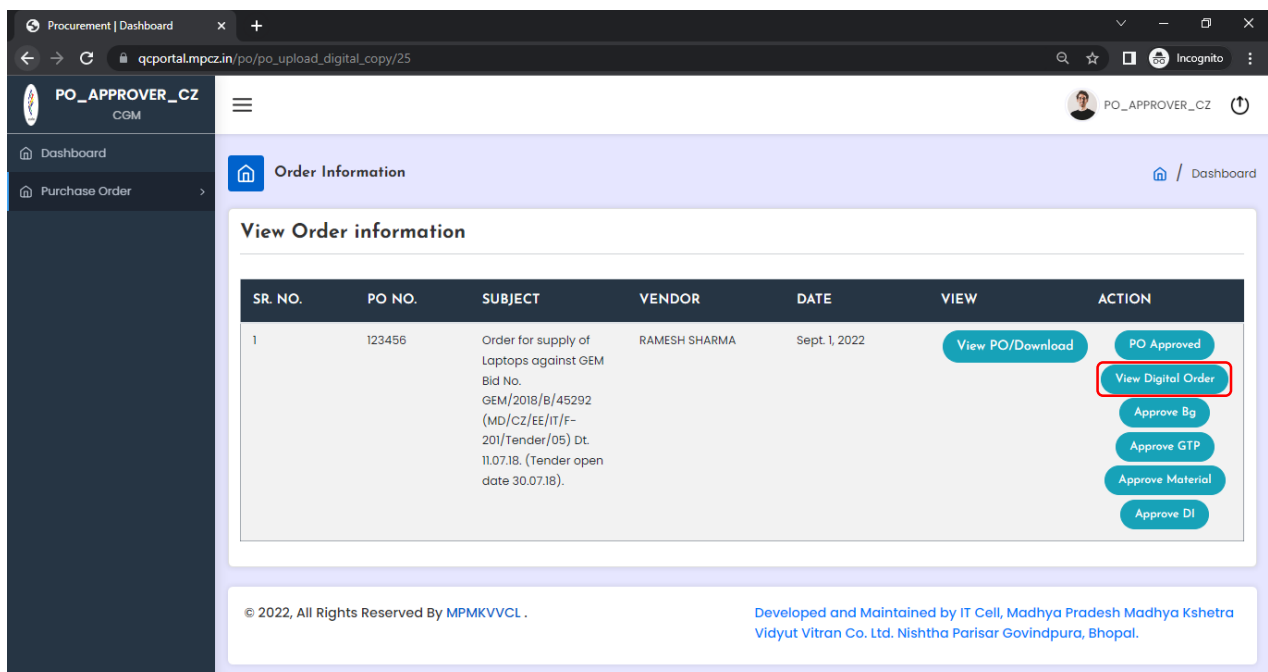 Procurement | Dashboard
qcportal.mpcz.in/po/po_upload_digital_copy/25
Incognito
PO_APPROVER_CZ
CGM
PO_APPROVER_CZ
Dashboard
Purchase Order
Order Information
/ Dashboard
View Order information
SR. NO. PO NO. SUBJECT VENDOR DATE VIEW ACTION
1 123456 Order for supply of RAMESH SHARMA Sept. 1, 2022 View PO/Download PO Approved
Laptops against GEM
Bid No.
GEM/2018/B/45292
(MD/CZ/EE/IT/F-
201/Tender/05) Dt.
11.07.18. (Tender open
date 30.07.18).
View Digital Order
Approve Bg
Approve GTP
Approve Material
Approve DI
© 2022, All Rights Reserved By MPMKVVCL .
Developed and Maintained by IT Cell, Madhya Pradesh Madhya Kshetra
Vidyut Vitran Co. Ltd. Nishtha Parisar Govindpura, Bhopal.